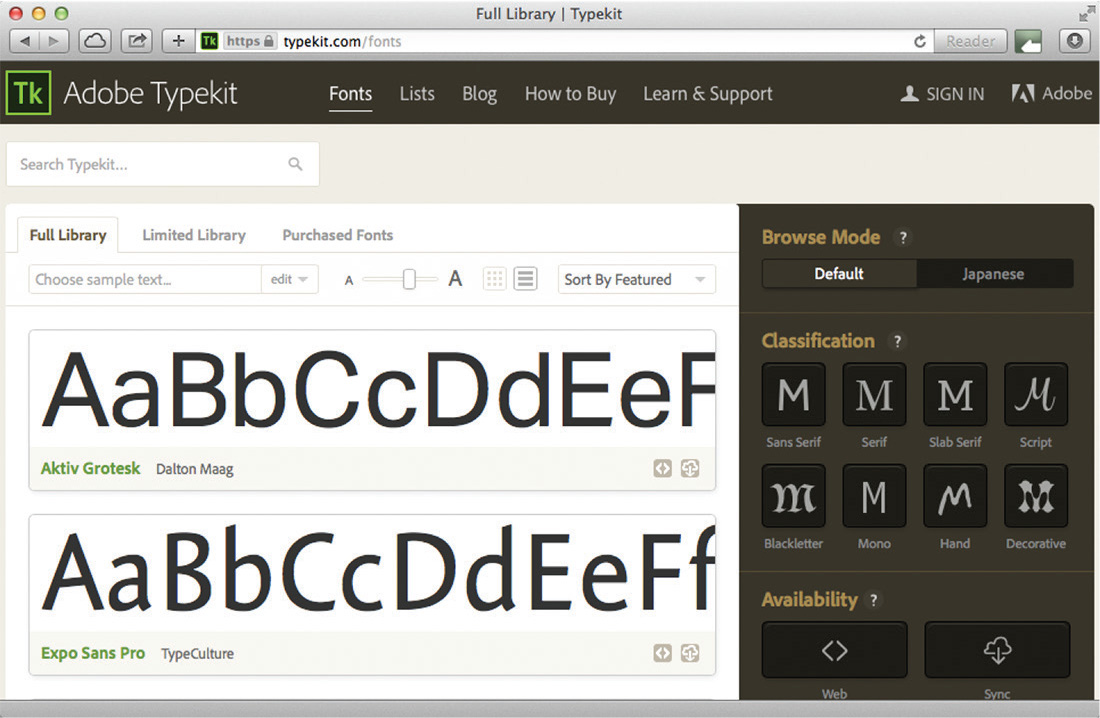 Full Library | Typekit
Tk https typekit.com/fonts Reader
Tk Adobe Typekit Fonts Lists Blog How to Buy Learn & Support SIGN IN Adobe
Search Typekit...
Full Library Limited Library Purchased Fonts
Choose sample text... edit A A Sort By Featured
AaBbCcDdEeF
Aktiv Grotesk Dalton Maag
AaBbCcDdEeFf
Expo Sans Pro TypeCulture
Browse Mode ?
Default Japanese
Classification ?
M M M M
Sans Serif Serif Slab Serif Script
M M M M
Blackletter Mono Hand Decorative
Availability ?
Web Sync